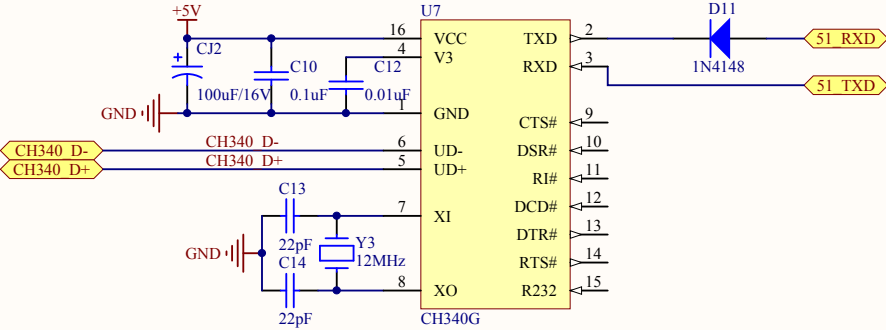 +5V
U7
D11
16
VCC
TXD
2
51_RXD
CJ2
4
V3
C10
C12
RXD
3
1N4148
100uF/16V
0.1uF
0.01uF
51_TXD
GND
1
GND
CTS#
9
CH340_D-
CH340_D-
6
UD-
DSR#
10
CH340_D+
CH340_D+
5
UD+
RI#
11
C13
7
XI
DCD#
12
22pF
Y3
DTR#
13
GND
C14
12MHz
RTS#
14
8
XO
R232
15
22pF
CH340G